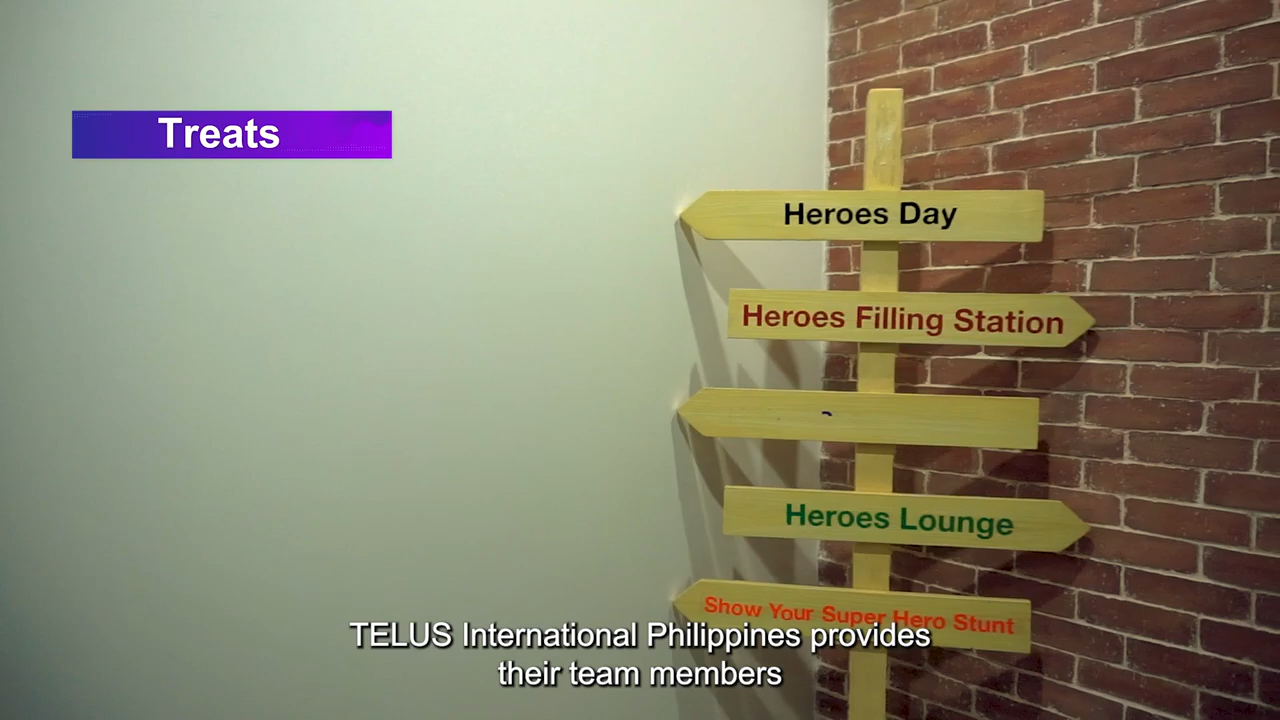 Treats
Heroes Day
Heroes Filling Station
Heroes Lounge
Show Your Super Hero Stunt
TELUS International Philippines provides
their team members